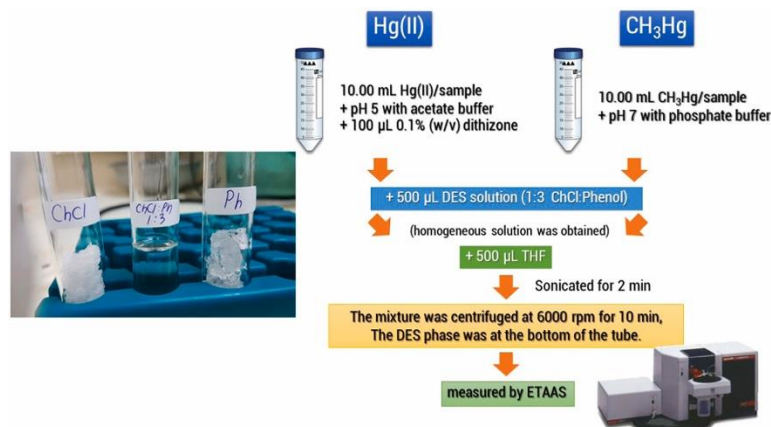 Hg(II)
CH₃Hg
10.00 mL Hg(II)/sample
+ pH 5 with acetate buffer
+ 100 µL 0.1% (w/v) dithizone
10.00 mL CH₃Hg/sample
+ pH 7 with phosphate buffer
ChCl
ChCl:Ph
1:3
Ph
+ 500 µL DES solution (1:3 ChCl:Phenol)
(homogeneous solution was obtained)
+ 500 µL THF
Sonicated for 2 min
The mixture was centrifuged at 6000 rpm for 10 min,
The DES phase was at the bottom of the tube.
measured by ETAAS